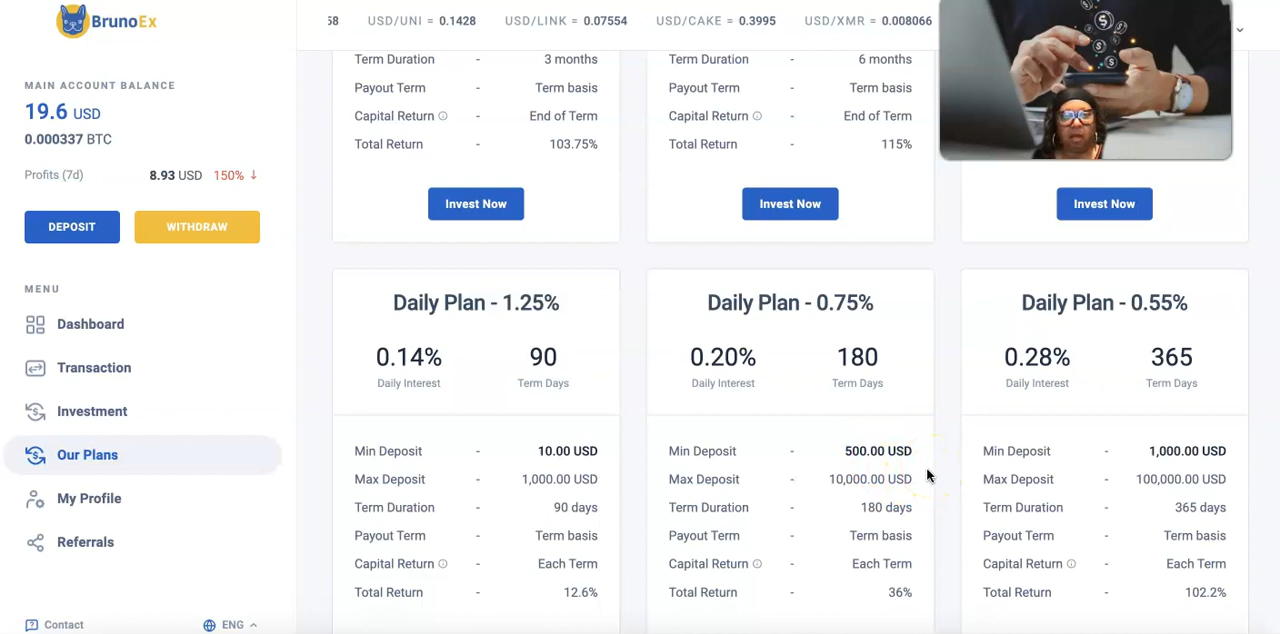 BrunoEx
58 USD/UNI = 0.1428 USD/LINK = 0.07554 USD/CAKE = 0.3995 USD/XMR = 0.008066
MAIN ACCOUNT BALANCE
19.6 USD
0.000337 BTC
Profits (7d) 8.93 USD 150% ↓
DEPOSIT WITHDRAW
MENU
Dashboard
Transaction
Investment
Our Plans
My Profile
Referrals
Contact ENG
Term Duration - 3 months
Payout Term - Term basis
Capital Return - End of Term
Total Return - 103.75%
Invest Now
Term Duration - 6 months
Payout Term - Term basis
Capital Return - End of Term
Total Return - 115%
Invest Now
Invest Now
Daily Plan - 1.25%
0.14% 90
Daily Interest Term Days
Min Deposit - 10.00 USD
Max Deposit - 1,000.00 USD
Term Duration - 90 days
Payout Term - Term basis
Capital Return - Each Term
Total Return - 12.6%
Daily Plan - 0.75%
0.20% 180
Daily Interest Term Days
Min Deposit - 500.00 USD
Max Deposit - 10,000.00 USD
Term Duration - 180 days
Payout Term - Term basis
Capital Return - Each Term
Total Return - 36%
Daily Plan - 0.55%
0.28% 365
Daily Interest Term Days
Min Deposit - 1,000.00 USD
Max Deposit - 100,000.00 USD
Term Duration - 365 days
Payout Term - Term basis
Capital Return - Each Term
Total Return - 102.2%